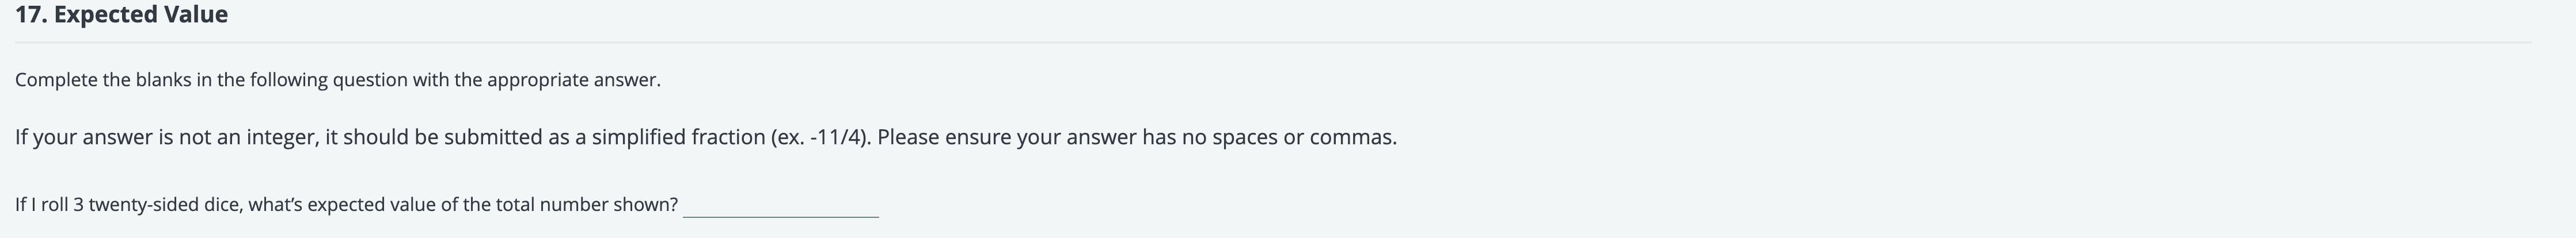 17. Expected Value
Complete the blanks in the following question with the appropriate answer.
If your answer is not an integer, it should be submitted as a simplified fraction (ex. -11/4). Please ensure your answer has no spaces or commas.
If I roll 3 twenty-sided dice, what’s expected value of the total number shown? ____________________